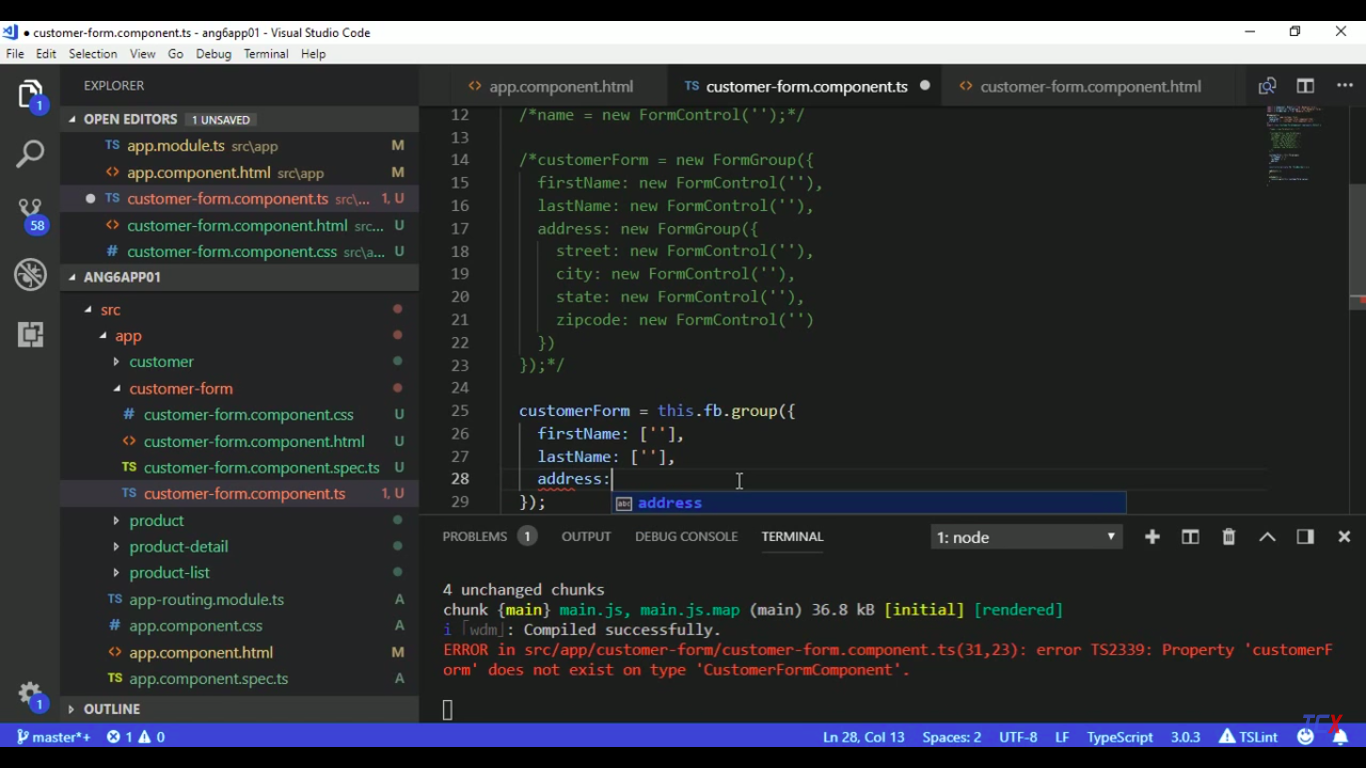 customer-form.component.ts - ang6app01 - Visual Studio Code
File Edit Selection View Go Debug Terminal Help
EXPLORER
OPEN EDITORS 1 UNSAVED
TS app.module.ts src\app M
<> app.component.html src\app M
● TS customer-form.component.ts src\... 1, U
<> customer-form.component.html src... U
# customer-form.component.css src\a... U
ANG6APP01
src
app
customer
customer-form
# customer-form.component.css U
<> customer-form.component.html U
TS customer-form.component.spec.ts U
TS customer-form.component.ts 1, U
product
product-detail
product-list
TS app-routing.module.ts A
# app.component.css A
<> app.component.html M
TS app.component.spec.ts A
OUTLINE
1
58
1
<> app.component.html TS customer-form.component.ts ● <> customer-form.component.html
12 /*name = new FormControl('');*/
13
14 /*customerForm = new FormGroup({
15 firstName: new FormControl(''),
16 lastName: new FormControl(''),
17 address: new FormGroup({
18 street: new FormControl(''),
19 city: new FormControl(''),
20 state: new FormControl(''),
21 zipcode: new FormControl('')
22 })
23 });*/
24
25 customerForm = this.fb.group({
26 firstName: [''],
27 lastName: [''],
28 address:
29 });
abc address
PROBLEMS 1 OUTPUT DEBUG CONSOLE TERMINAL 1: node
4 unchanged chunks
chunk {main} main.js, main.js.map (main) 36.8 kB [initial] [rendered]
i ｢wdm｣: Compiled successfully.
ERROR in src/app/customer-form/customer-form.component.ts(31,23): error TS2339: Property 'customerF
orm' does not exist on type 'CustomerFormComponent'.
TCX
master*+ 1 0 Ln 28, Col 13 Spaces: 2 UTF-8 LF TypeScript 3.0.3 TSLint